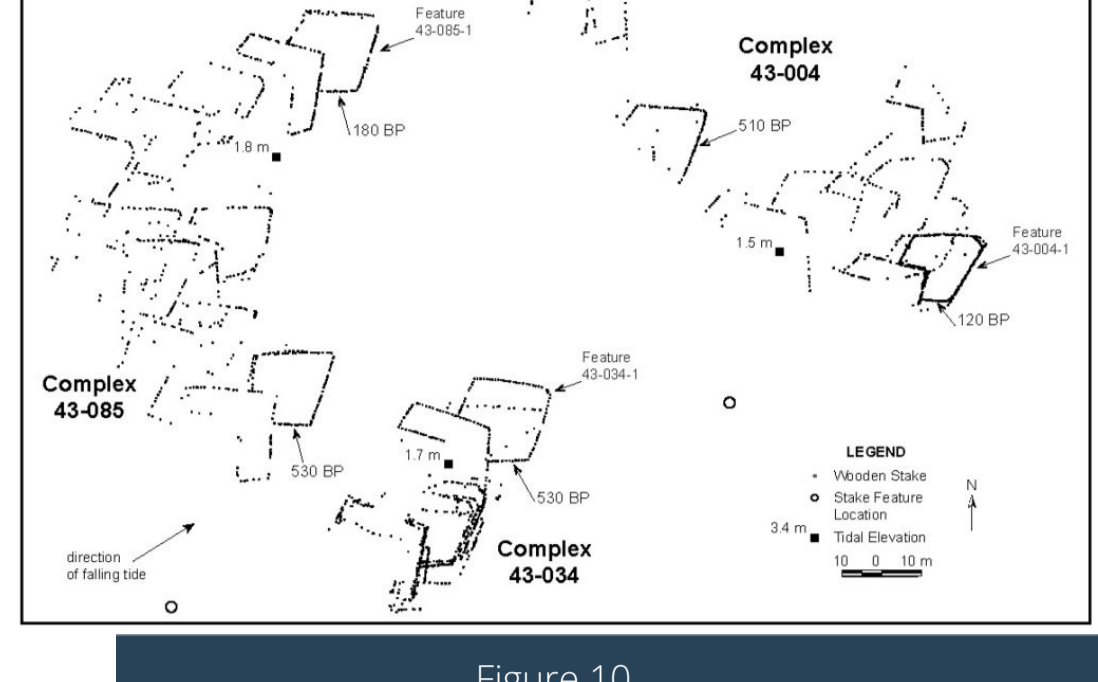 Feature
43-085-1
Complex
43-004
180 BP
510 BP
1.8 m
1.5 m
Feature
43-004-1
120 BP
Feature
43-034-1
Complex
43-085
1.7 m
530 BP
530 BP
LEGEND
Wooden Stake
Stake Feature
Location
3.4 m
Tidal Elevation
N
10 0 10 m
direction
of falling tide
Complex
43-034
Figure 10